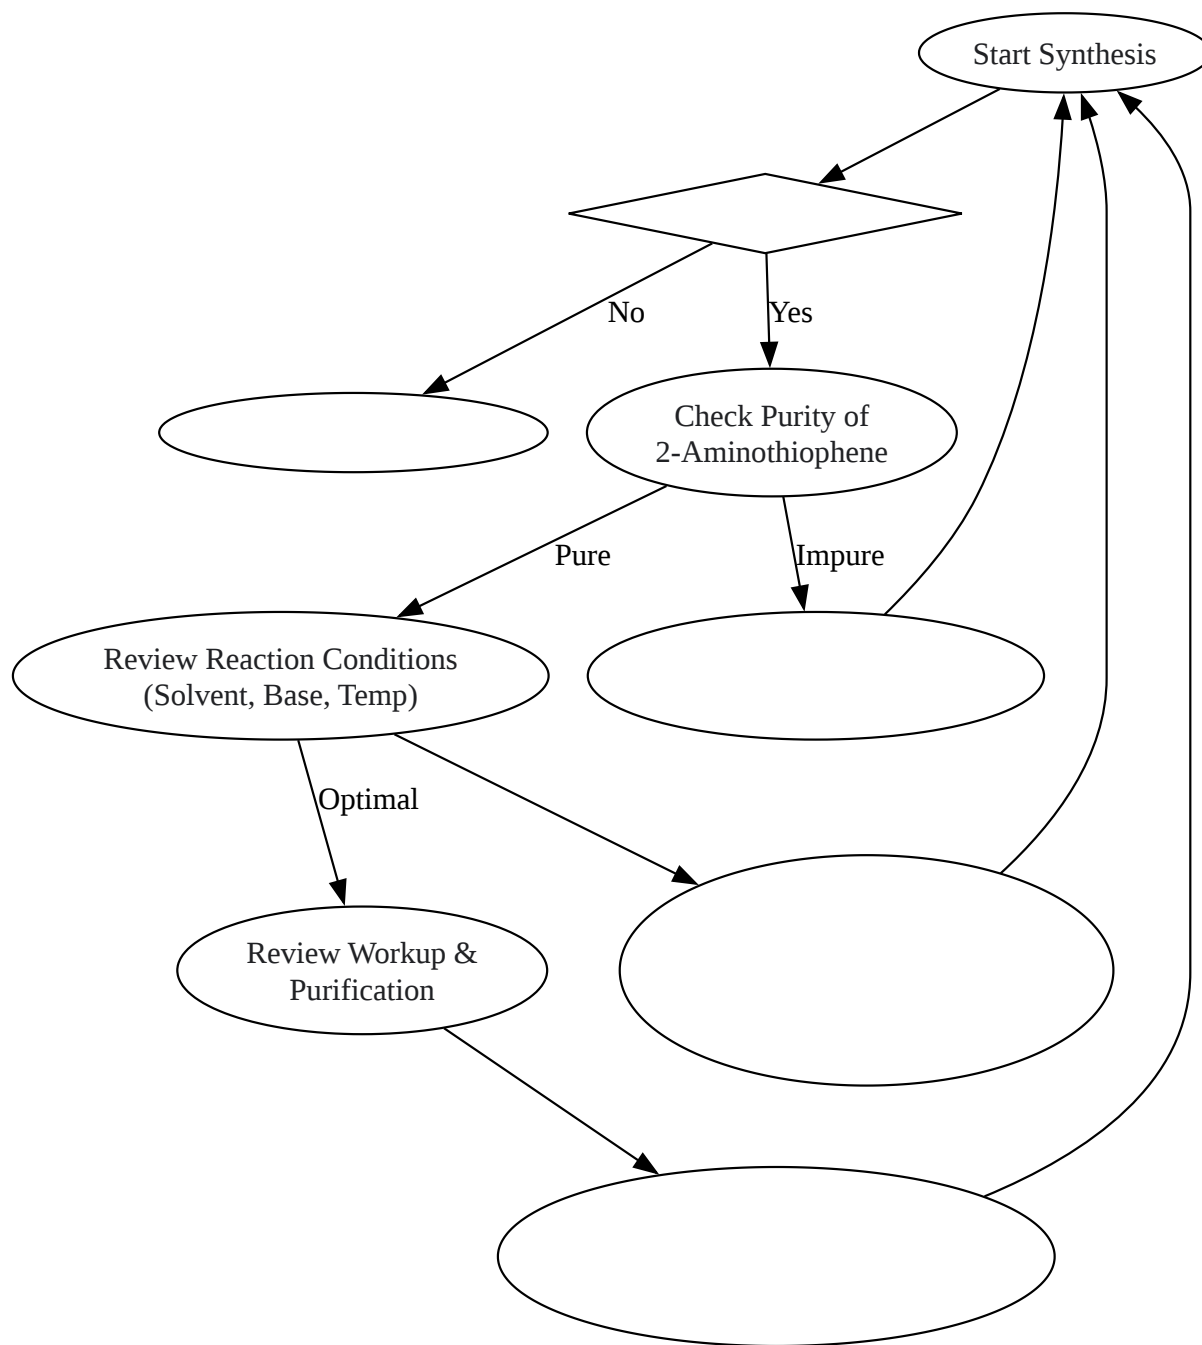 Start Synthesis
No
Yes
Check Purity of
2-Aminothiophene
Pure
Impure
Review Reaction Conditions
(Solvent, Base, Temp)
Optimal
Review Workup &
Purification